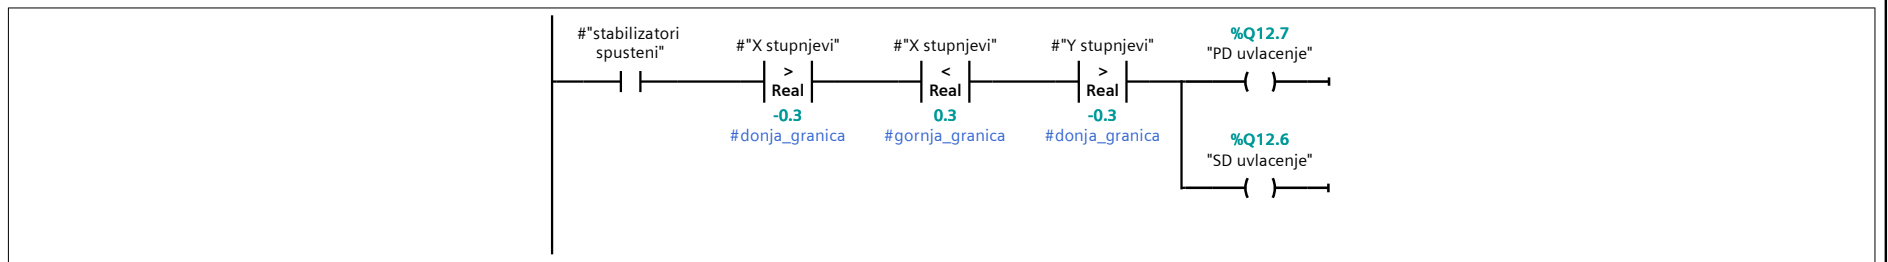 #"stabilizatori
spusteni"
#"X stupnjevi"
>
Real
-0.3
#donja_granica
#"X stupnjevi"
<
Real
0.3
#gornja_granica
#"Y stupnjevi"
>
Real
-0.3
#donja_granica
%Q12.7
"PD uvlacenje"
%Q12.6
"SD uvlacenje"